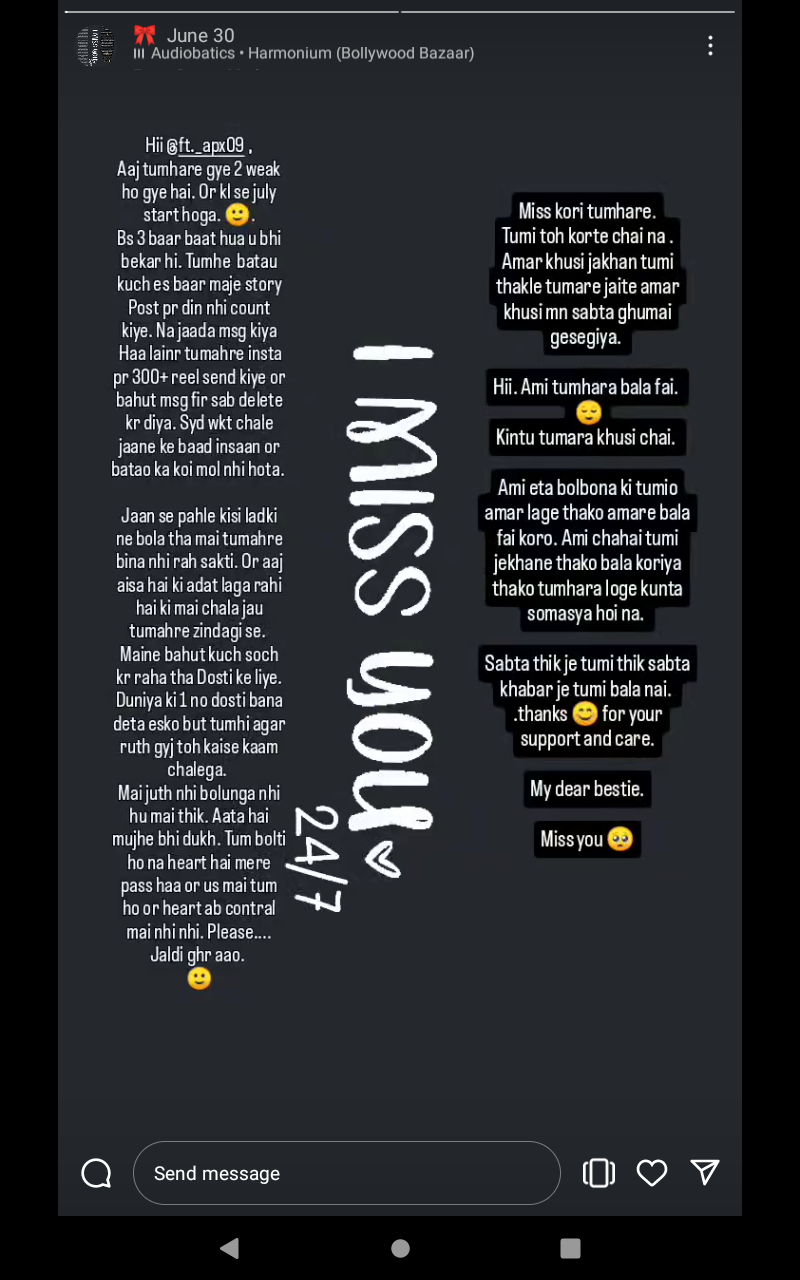 June 30
Audiobatics • Harmonium (Bollywood Bazaar)
Hii @ft._apx09 ,
Aaj tumhare gye 2 weak
ho gye hai. Or kl se july
start hoga. 🙂 .
Bs 3 baar baat hua u bhi
bekar hi. Tumhe batau
kuch es baar maje story
Post pr din nhi count
kiye. Na jaada msg kiya
Haa lainr tumahre insta
pr 300+ reel send kiye or
bahut msg fir sab delete
kr diya. Syd wkt chale
jaane ke baad insaan or
batao ka koi mol nhi hota.
Jaan se pahle kisi ladki
ne bola tha mai tumahre
bina nhi rah sakti. Or aaj
aisa hai ki adat laga rahi
hai ki mai chala jau
tumahre zindagi se.
Maine bahut kuch soch
kr raha tha Dosti ke liye.
Duniya ki 1 no dosti bana
deta esko but tumhi agar
ruth gyj toh kaise kaam
chalega.
Mai juth nhi bolunga nhi
hu mai thik. Aata hai
mujhe bhi dukh. Tum bolti
ho na heart hai mere
pass haa or us mai tum
ho or heart ab contral
mai nhi nhi. Please....
Jaldi ghr aao.
🙂
I MISS YOU
24/7
Miss kori tumhare.
Tumi toh korte chai na .
Amar khusi jakhan tumi
thakle tumare jaite amar
khusi mn sabta ghumai
gesegiya.
Hii. Ami tumhara bala fai.
😌
Kintu tumara khusi chai.
Ami eta bolbona ki tumio
amar lage thako amare bala
fai koro. Ami chahai tumi
jekhane thako bala koriya
thako tumhara loge kunta
somasya hoi na.
Sabta thik je tumi thik sabta
khabar je tumi bala nai.
.thanks 😊 for your
support and care.
My dear bestie.
Miss you 🥺
Send message